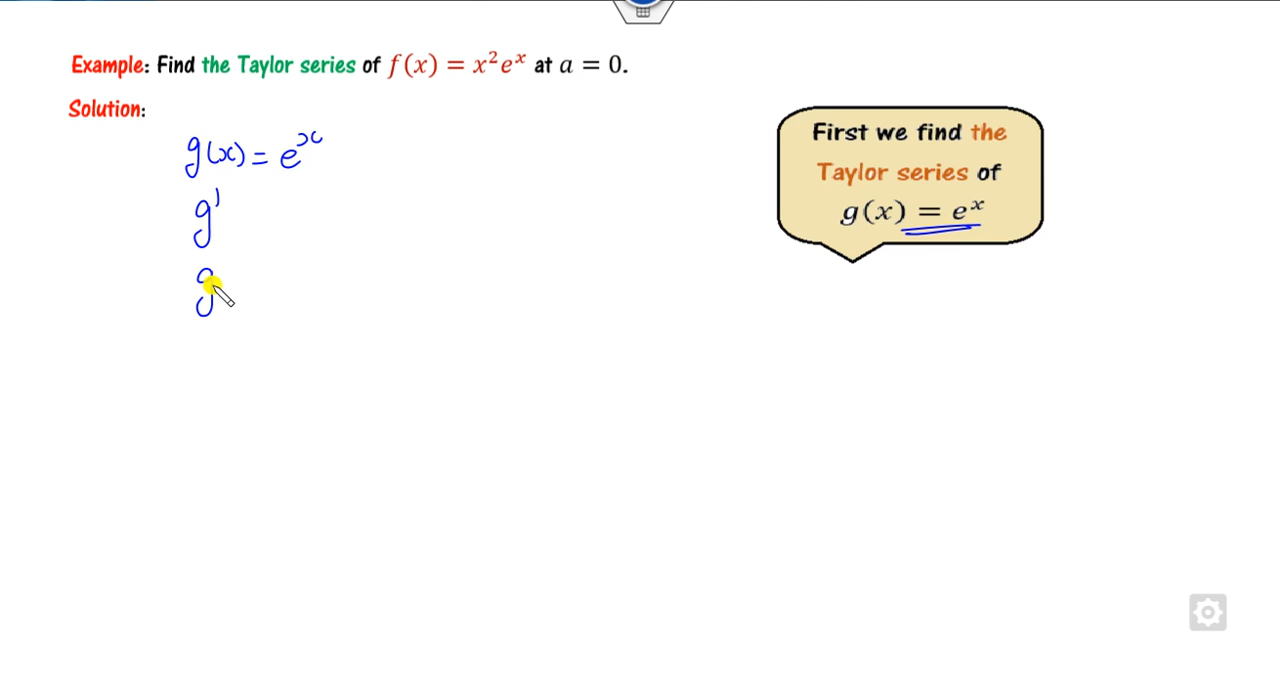 Example: Find the Taylor series of f(x) = x²eˣ at a = 0.
Solution:
g(x) = eˣ
g'
g
First we find the
Taylor series of
g(x) = eˣ